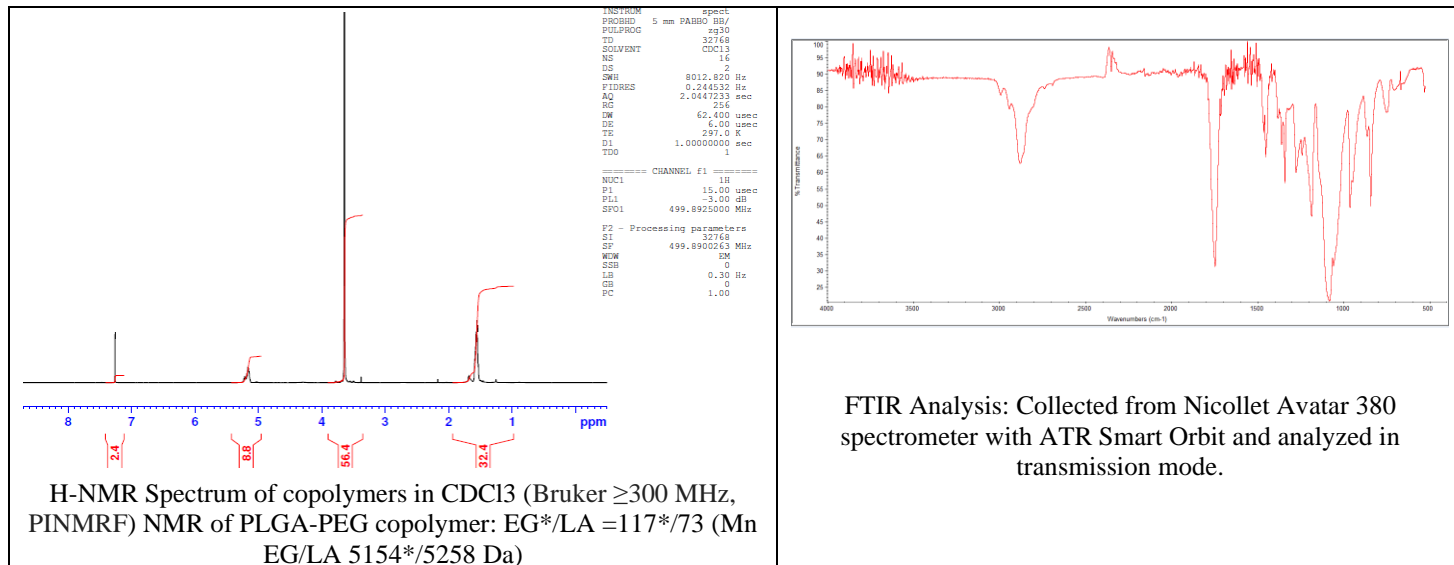 INSTRUM spect
PROBHD 5 mm PABBO BB/
PULPROG zg30
TD 32768
SOLVENT CDCl3
NS 16
DS 2
SWH 8012.820 Hz
FIDRES 0.244532 Hz
AQ 2.0447233 sec
RG 256
DW 62.400 usec
DE 6.00 usec
TE 297.0 K
D1 1.00000000 sec
TD0 1
======== CHANNEL f1 ========
NUC1 1H
P1 15.00 usec
PL1 -3.00 dB
SFO1 499.8925000 MHz
F2 - Processing parameters
SI 32768
SF 499.8900263 MHz
WDW EM
SSB 0
LB 0.30 Hz
GB 0
PC 1.00
8 7 6 5 4 3 2 1 ppm
2.4 8.8 56.4 32.4
H-NMR Spectrum of copolymers in CDCl3 (Bruker ≥300 MHz,
PINMRF) NMR of PLGA-PEG copolymer: EG*/LA =117*/73 (Mn
EG/LA 5154*/5258 Da)
100
95
90
85
80
75
70
65
60
55
50
45
40
35
30
25
%Transmittance
4000 3500 3000 2500 2000 1500 1000 500
Wavenumbers (cm-1)
FTIR Analysis: Collected from Nicollet Avatar 380
spectrometer with ATR Smart Orbit and analyzed in
transmission mode.